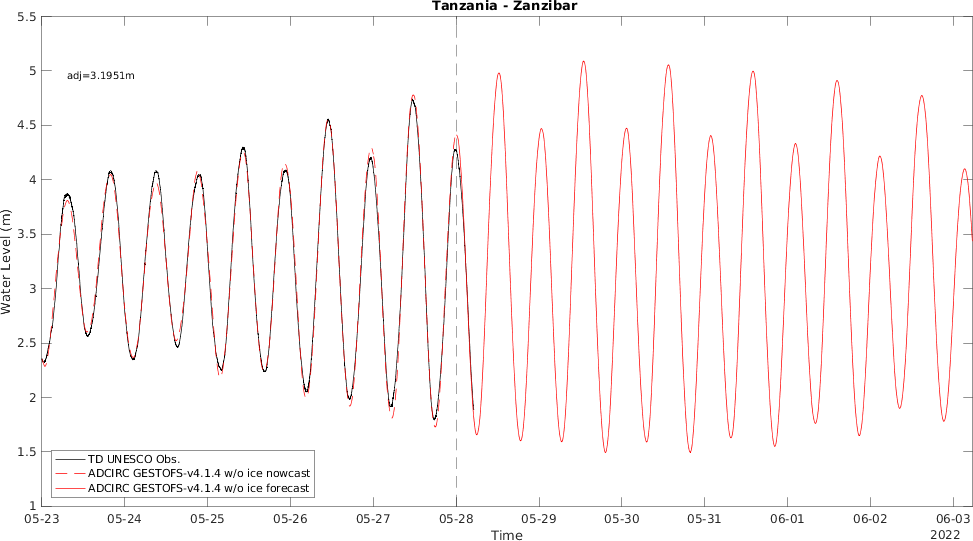 Tanzania - Zanzibar
5.5
5
4.5
4
3.5
3
2.5
2
1.5
1
Water Level (m)
adj=3.1951m
TD UNESCO Obs.
ADCIRC GESTOFS-v4.1.4 w/o ice nowcast
ADCIRC GESTOFS-v4.1.4 w/o ice forecast
05-23 05-24 05-25 05-26 05-27 05-28 05-29 05-30 05-31 06-01 06-02 06-03
Time
2022